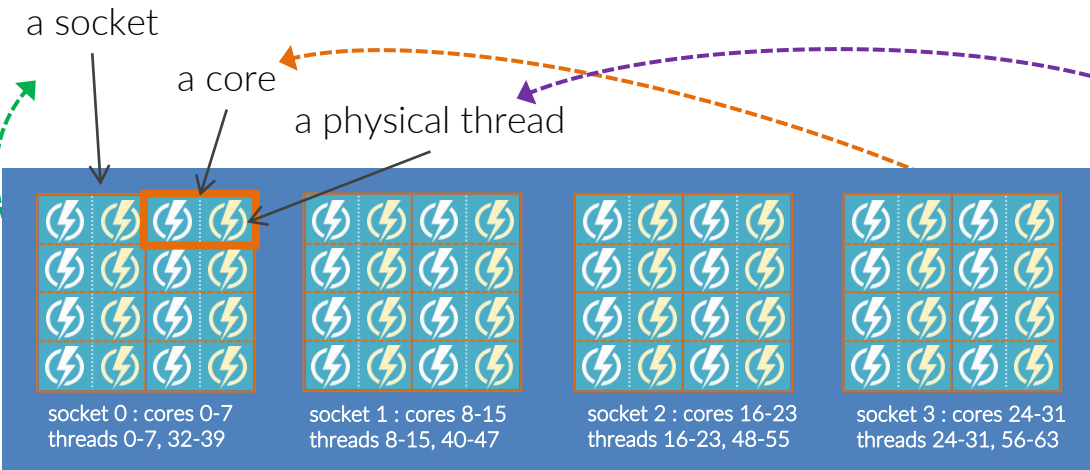 a socket
a core
a physical thread
socket 0 : cores 0-7
threads 0-7, 32-39
socket 1 : cores 8-15
threads 8-15, 40-47
socket 2 : cores 16-23
threads 16-23, 48-55
socket 3 : cores 24-31
threads 24-31, 56-63